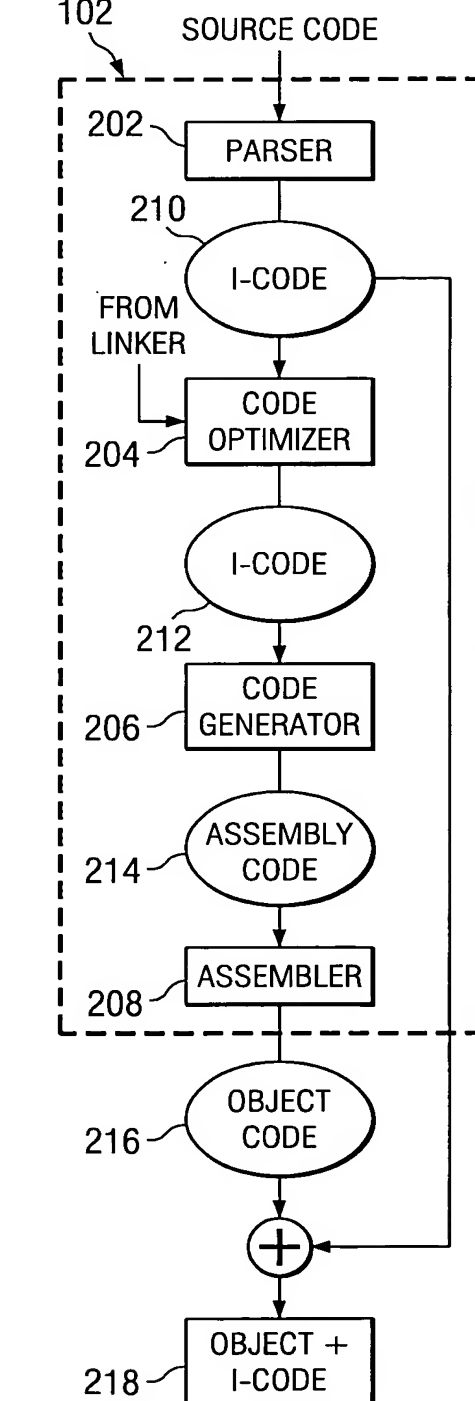 102
SOURCE CODE
202
PARSER
210
I-CODE
FROM
LINKER
CODE
OPTIMIZER
204
I-CODE
212
CODE
GENERATOR
206
ASSEMBLY
CODE
214
ASSEMBLER
208
OBJECT
CODE
216
+
OBJECT +
I-CODE
218